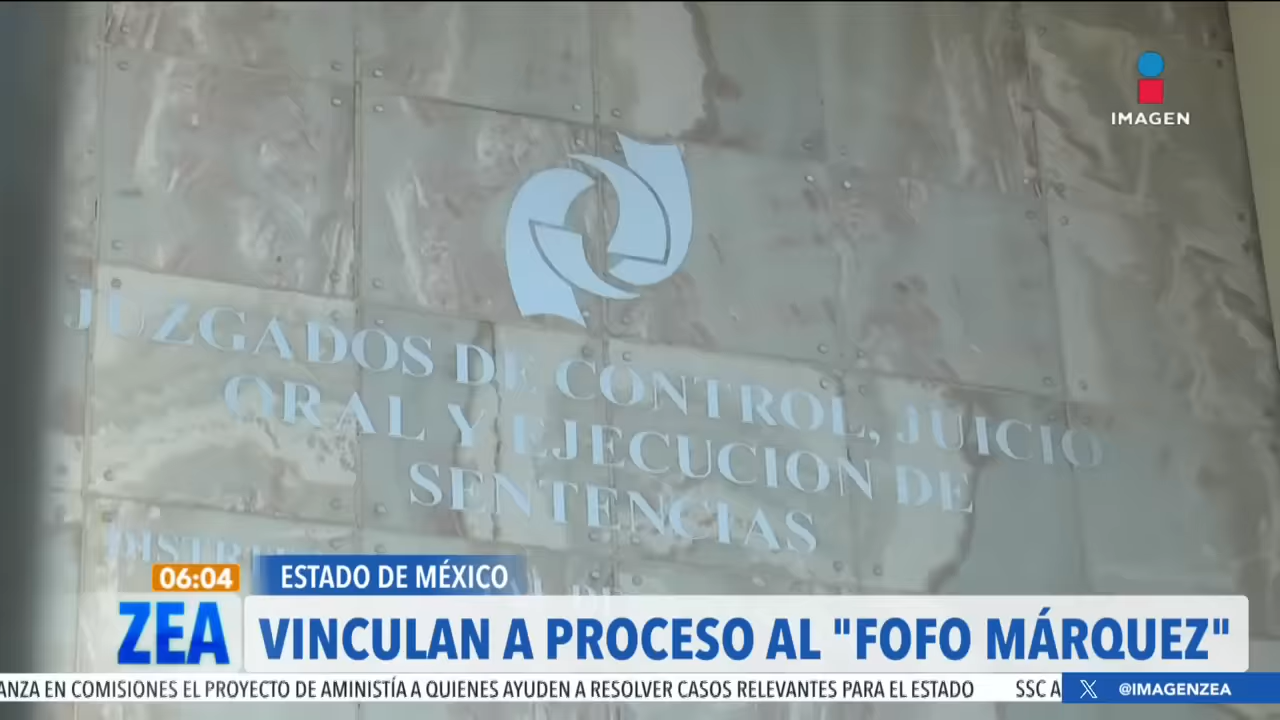 IMAGEN
JUZGADOS DE CONTROL, JUICIO
ORAL Y EJECUCION DE
SENTENCIAS
06:04
ESTADO DE MÉXICO
ZEA
VINCULAN A PROCESO AL "FOFO MÁRQUEZ"
ANZA EN COMISIONES EL PROYECTO DE AMINISTÍA A QUIENES AYUDEN A RESOLVER CASOS RELEVANTES PARA EL ESTADO SSC A
@IMAGENZEA